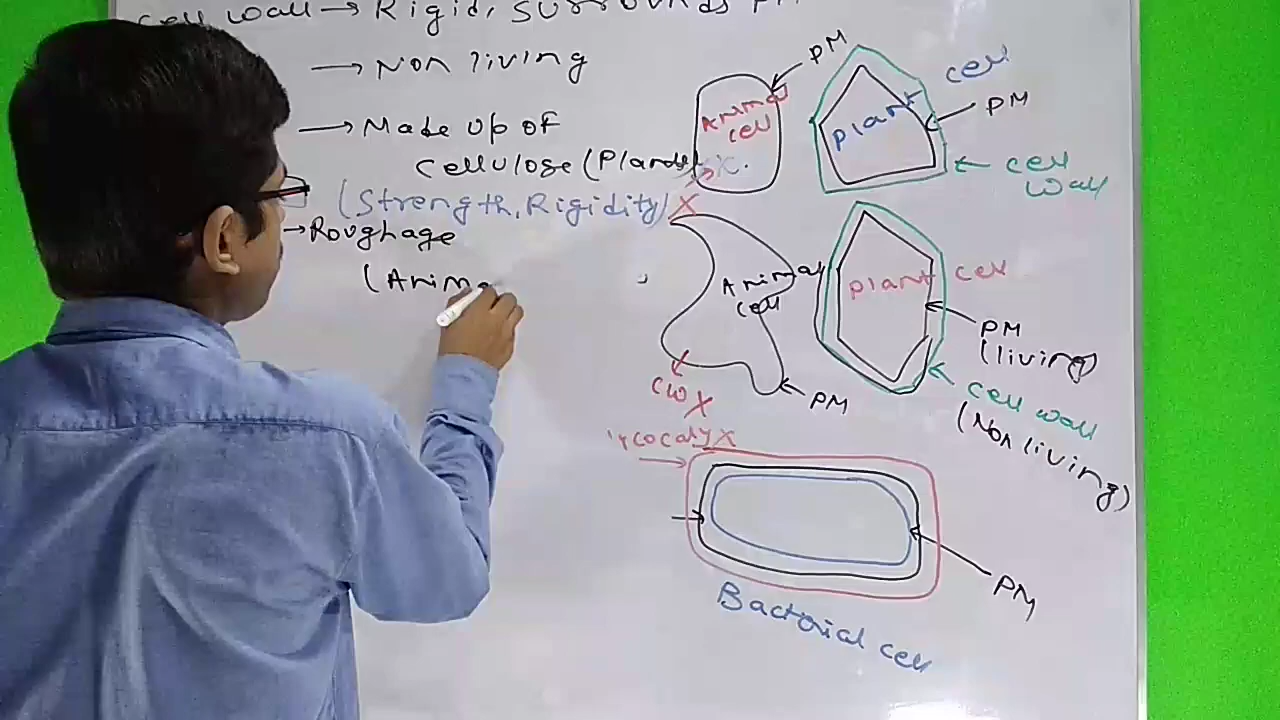 Cell wall → Rigid, surrounds PM
→ Non living
→ Made up of
cellulose (Plants)
(Strength, Rigidity)
→ Roughage
(Anima
PM
Animal
cell
X
X
plant cell
PM
← cell
wall
Animal
cell
CW X
PM
plant cell
PM
(living)
cell wall
(Non living)
ycocalyx
PM
Bacterial cell